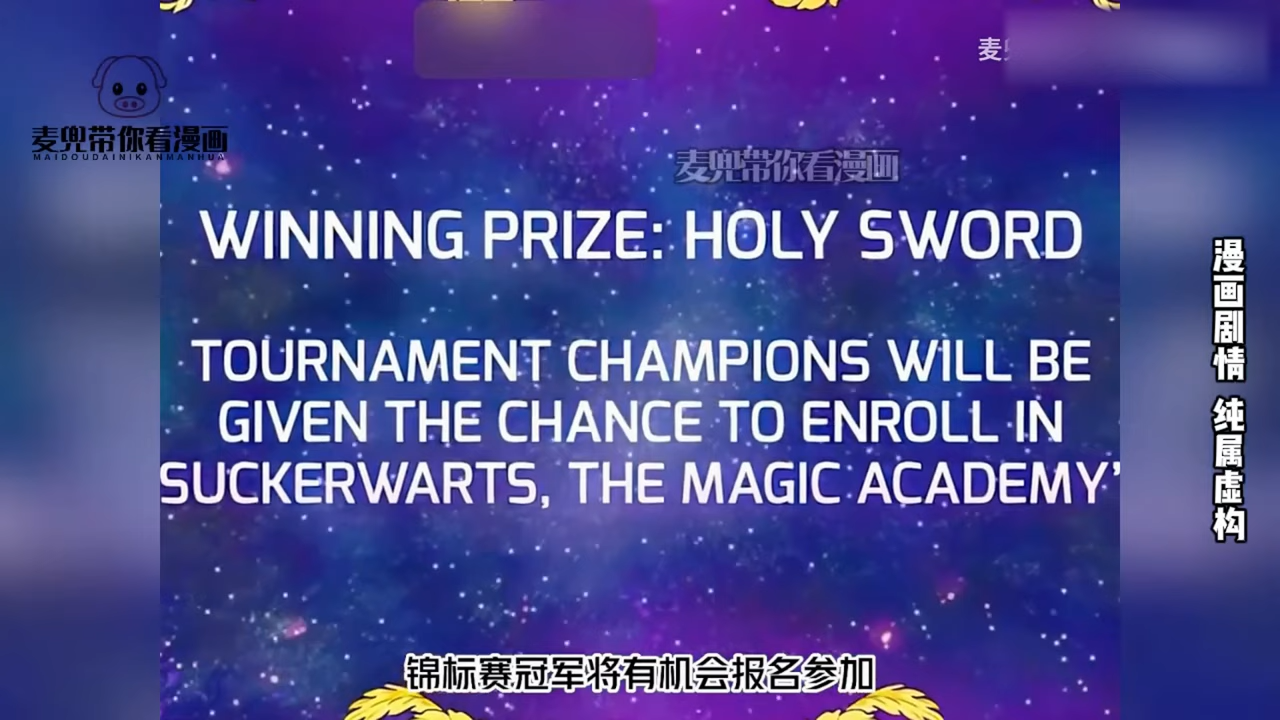 麦
麦兜带你看漫画
MAIDOUDAINIKANMANHUA
麦兜带你看漫画
WINNING PRIZE: HOLY SWORD
TOURNAMENT CHAMPIONS WILL BE
GIVEN THE CHANCE TO ENROLL IN
SUCKERWARTS, THE MAGIC ACADEMY'
漫画剧情 纯属虚构
锦标赛冠军将有机会报名参加